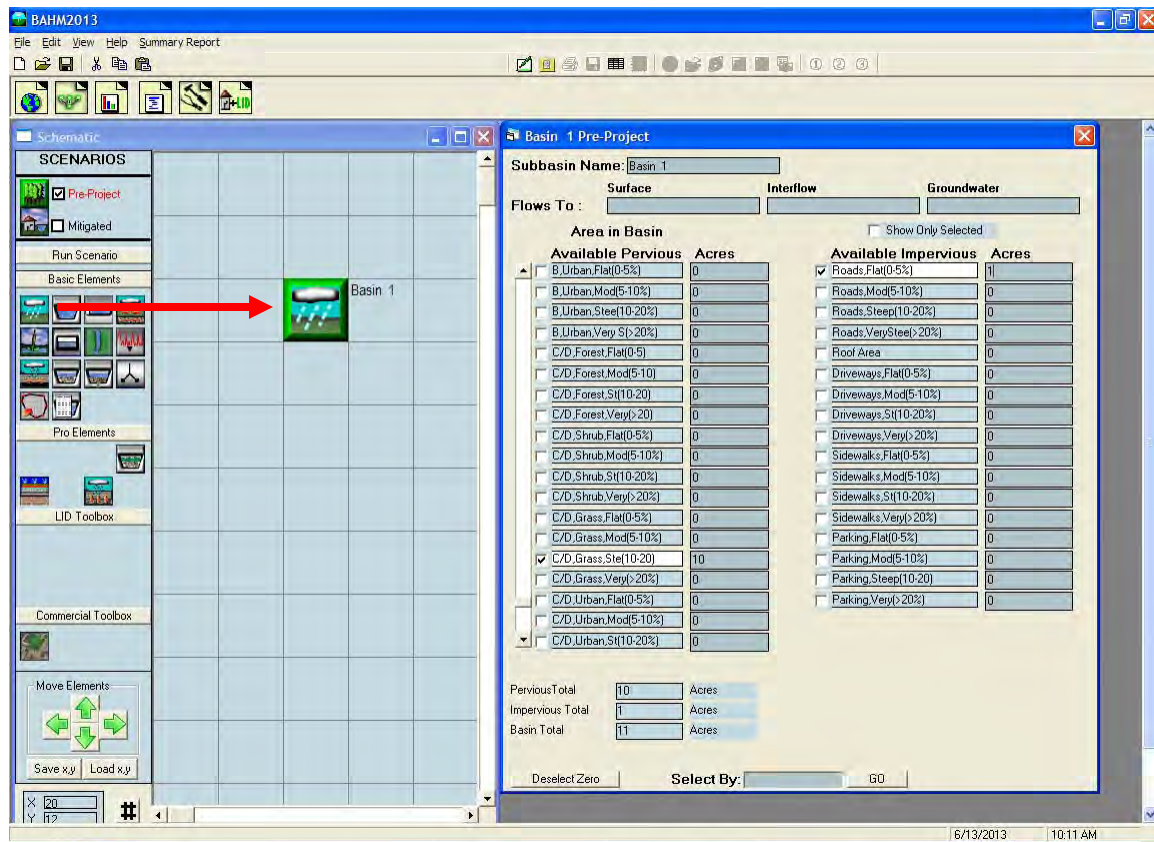 BAHM2013
File Edit View Help Summary Report
+LID
Schematic
SCENARIOS
Pre-Project
Mitigated
Run Scenario
Basic Elements
Pro Elements
LID Toolbox
Commercial Toolbox
Move Elements
Save x,y Load x,y
X 20
Y 12
#
Basin 1
Basin 1 Pre-Project
Subbasin Name: Basin 1
Surface Interflow Groundwater
Flows To :
Area in Basin Show Only Selected
Available Pervious Acres Available Impervious Acres
B,Urban,Flat(0-5%) 0 Roads,Flat(0-5%) 1
B,Urban,Mod(5-10%) 0 Roads,Mod(5-10%) 0
B,Urban,Stee(10-20%) 0 Roads,Steep(10-20%) 0
B,Urban,Very S(>20%) 0 Roads,VeryStee(>20%) 0
C/D,Forest,Flat(0-5) 0 Roof Area 0
C/D,Forest,Mod(5-10) 0 Driveways,Flat(0-5%) 0
C/D,Forest,St(10-20) 0 Driveways,Mod(5-10%) 0
C/D,Forest,Very(>20) 0 Driveways,St(10-20%) 0
C/D,Shrub,Flat(0-5%) 0 Driveways,Very(>20%) 0
C/D,Shrub,Mod(5-10%) 0 Sidewalks,Flat(0-5%) 0
C/D,Shrub,St(10-20%) 0 Sidewalks,Mod(5-10%) 0
C/D,Shrub,Very(>20%) 0 Sidewalks,St(10-20%) 0
C/D,Grass,Flat(0-5%) 0 Sidewalks,Very(>20%) 0
C/D,Grass,Mod(5-10%) 0 Parking,Flat(0-5%) 0
C/D,Grass,Ste(10-20) 10 Parking,Mod(5-10%) 0
C/D,Grass,Very(>20%) 0 Parking,Steep(10-20) 0
C/D,Urban,Flat(0-5%) 0 Parking,Very(>20%) 0
C/D,Urban,Mod(5-10%) 0
C/D,Urban,St(10-20%) 0
PerviousTotal 10 Acres
Impervious Total 1 Acres
Basin Total 11 Acres
Deselect Zero Select By: GO
6/13/2013 10:11 AM